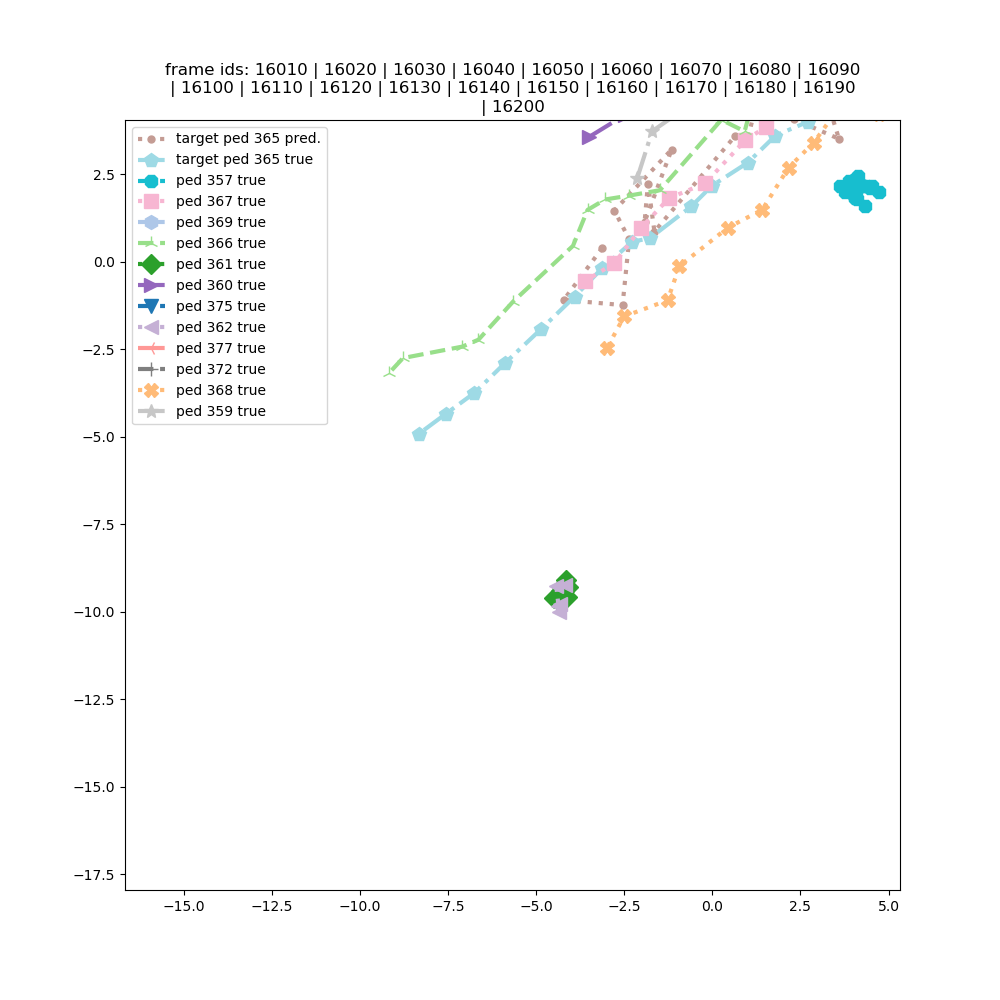 frame ids: 16010 | 16020 | 16030 | 16040 | 16050 | 16060 | 16070 | 16080 | 16090
| 16100 | 16110 | 16120 | 16130 | 16140 | 16150 | 16160 | 16170 | 16180 | 16190
| 16200
target ped 365 pred.
target ped 365 true
ped 357 true
ped 367 true
ped 369 true
ped 366 true
ped 361 true
ped 360 true
ped 375 true
ped 362 true
ped 377 true
ped 372 true
ped 368 true
ped 359 true
2.5
0.0
−2.5
−5.0
−7.5
−10.0
−12.5
−15.0
−17.5
−15.0 −12.5 −10.0 −7.5 −5.0 −2.5 0.0 2.5 5.0